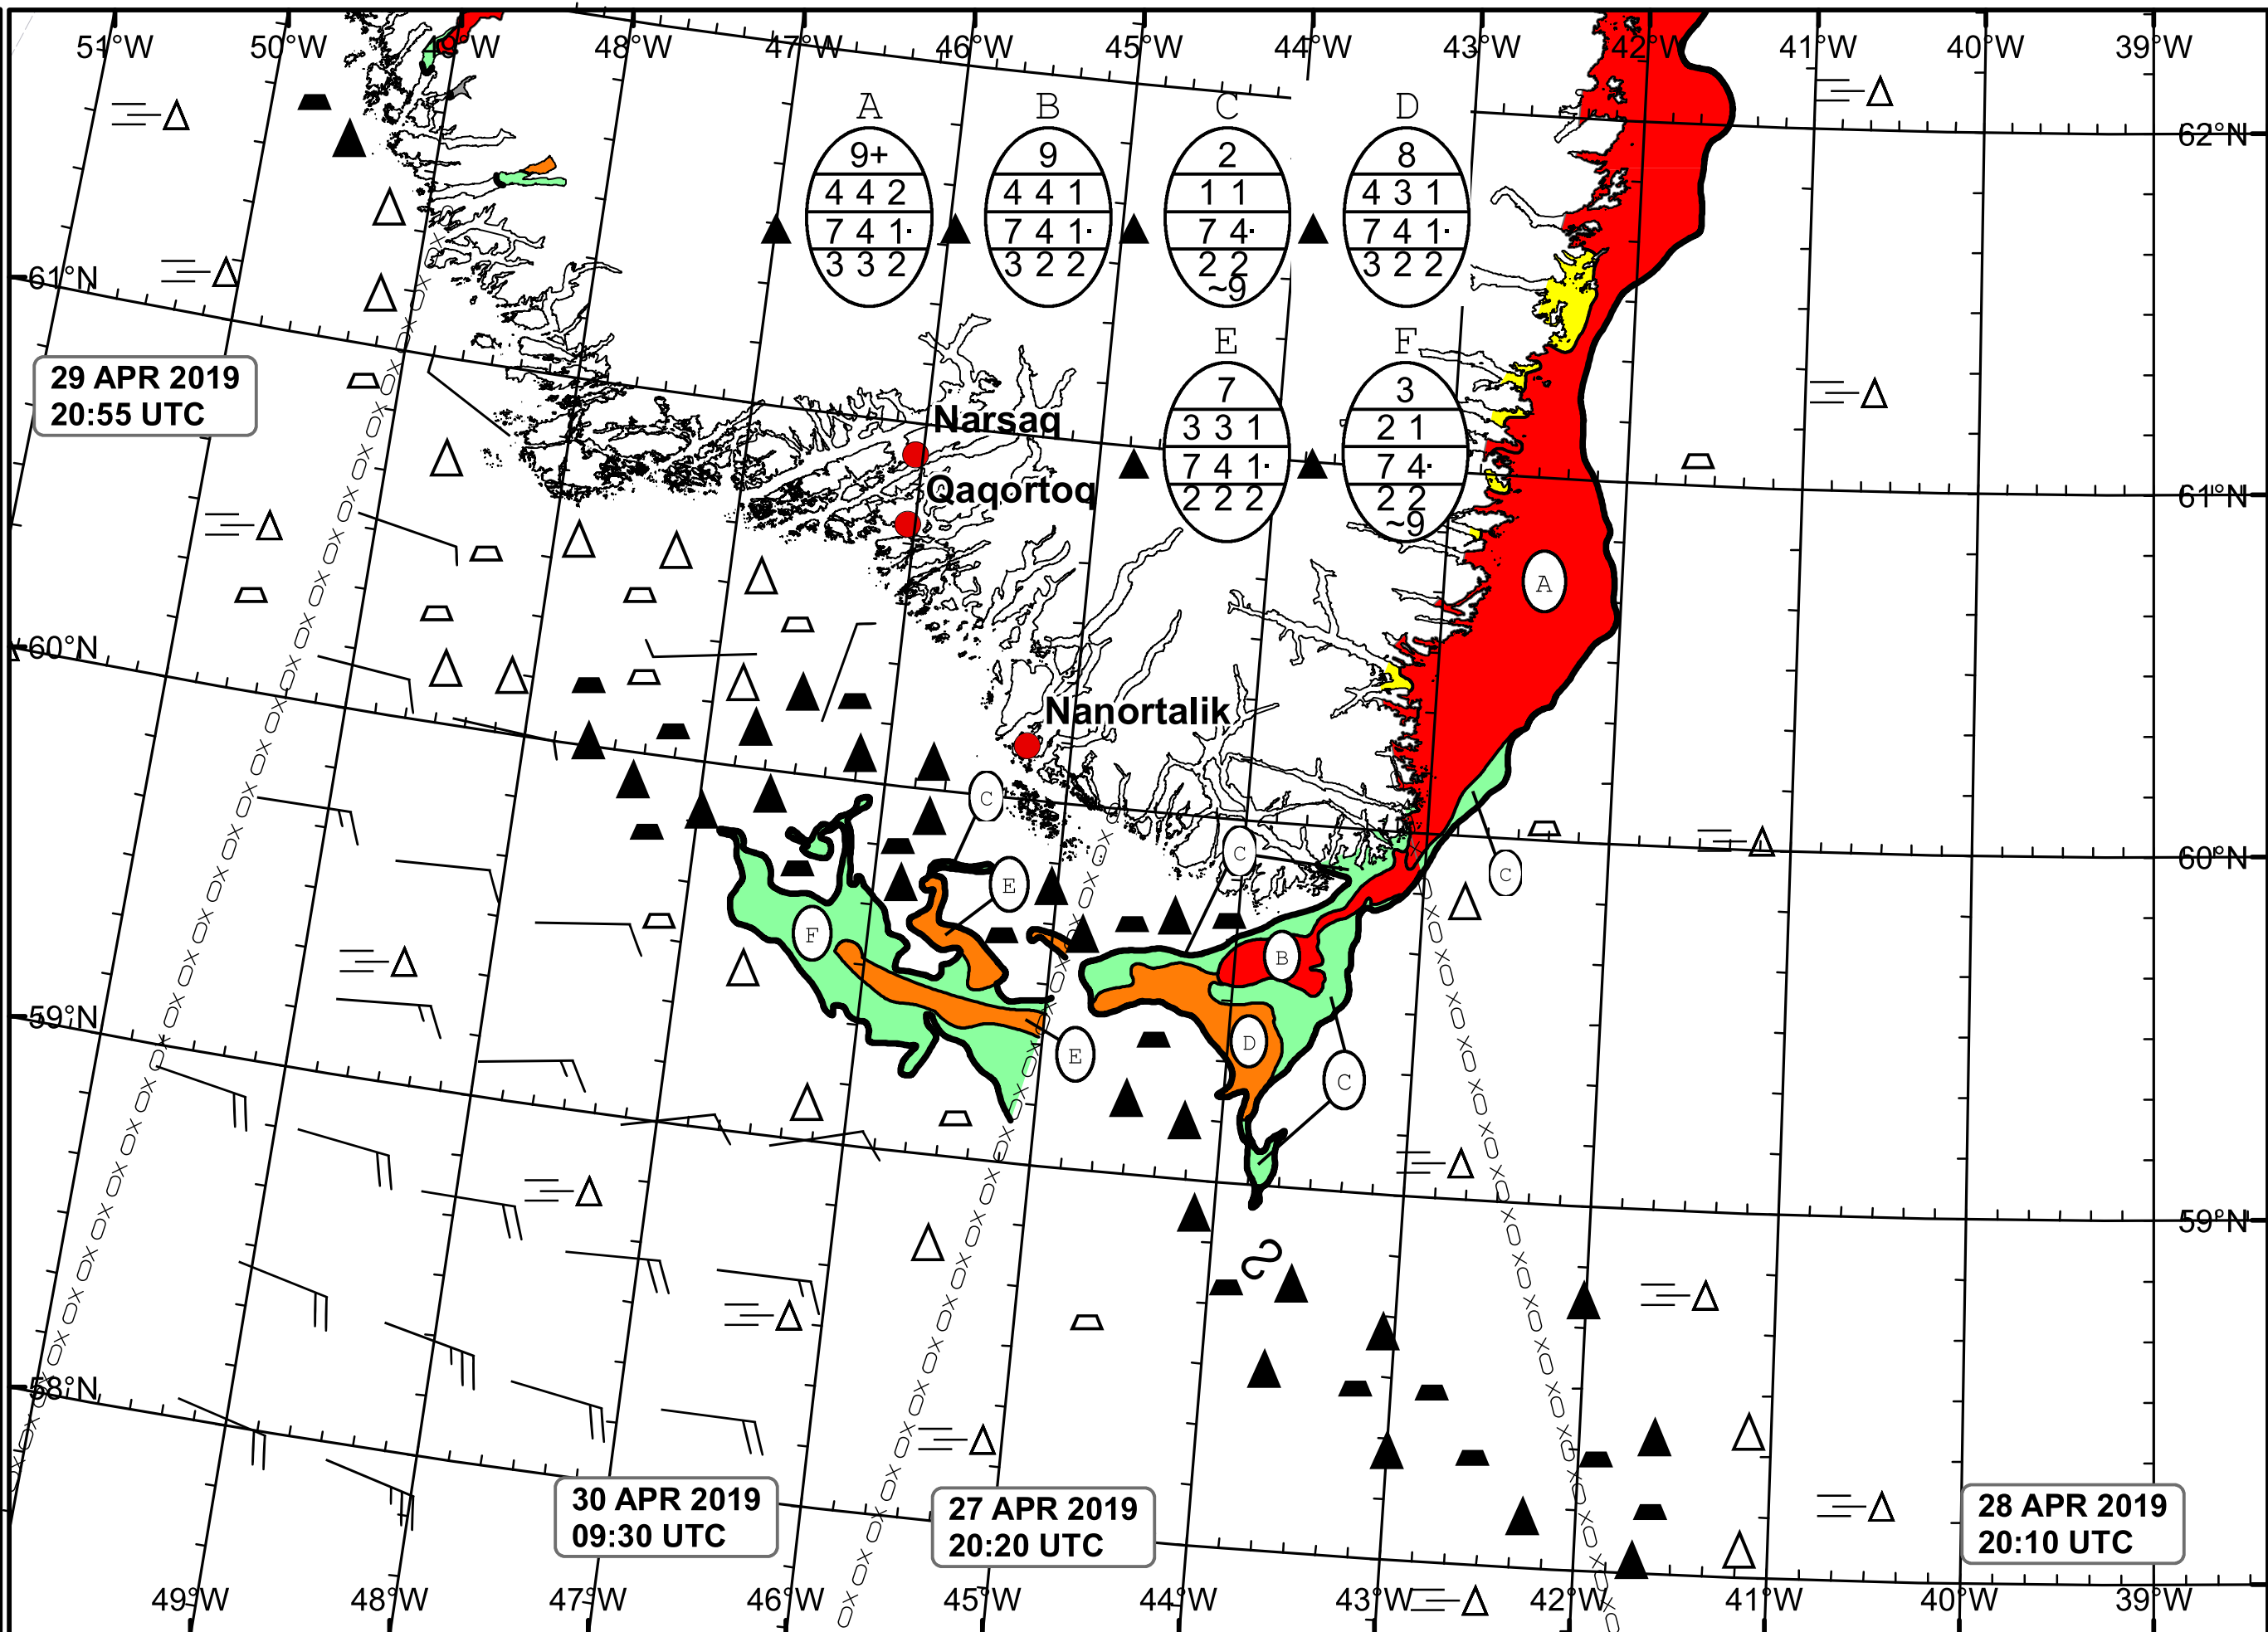 51°W 50°W 49°W 48°W 47°W 46°W 45°W 44°W 43°W 42°W 41°W 40°W 39°W
A B C D
9+ 9 2 8
4 4 2 4 4 1 1 1 4 3 1
7 4 1· 7 4 1· 7 4· 7 4 1·
3 3 2 3 2 2 2 2 3 2 2
~9
62°N
61°N
E F
7 3
3 3 1 2 1
7 4 1· 7 4·
2 2 2 2 2
~9
29 APR 2019
20:55 UTC
Narsaq
Qaqortoq
61°N
A
60°N
Nanortalik
C
C
60°N
C
E
F
B
59°N
D
E
C
59°N
58°N
30 APR 2019
09:30 UTC
27 APR 2019
20:20 UTC
28 APR 2019
20:10 UTC
49°W 48°W 47°W 46°W 45°W 44°W 43°W 42°W 41°W 40°W 39°W